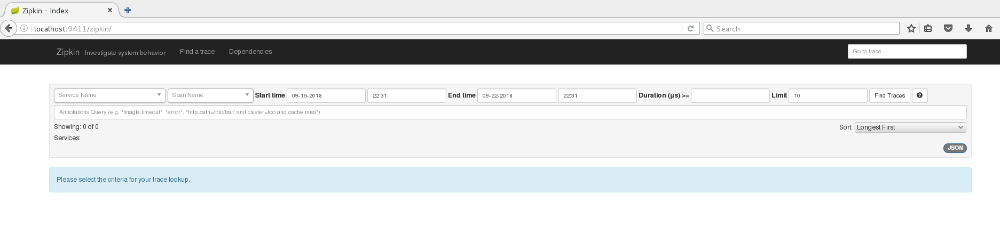 Zipkin - Index
localhost:9411/zipkin/
Search
Zipkin Investigate system behavior Find a trace Dependencies Go to trace
Service Name Span Name Start time 09-15-2018 22:31 End time 09-22-2018 22:31 Duration (μs) >= Limit 10 Find Traces
Annotations Query (e.g. "finagle.timeout", "error", "http.path=/foo/bar/ and cluster=foo and cache.miss")
Showing: 0 of 0 Sort: Longest First
Services:
JSON
Please select the criteria for your trace lookup.